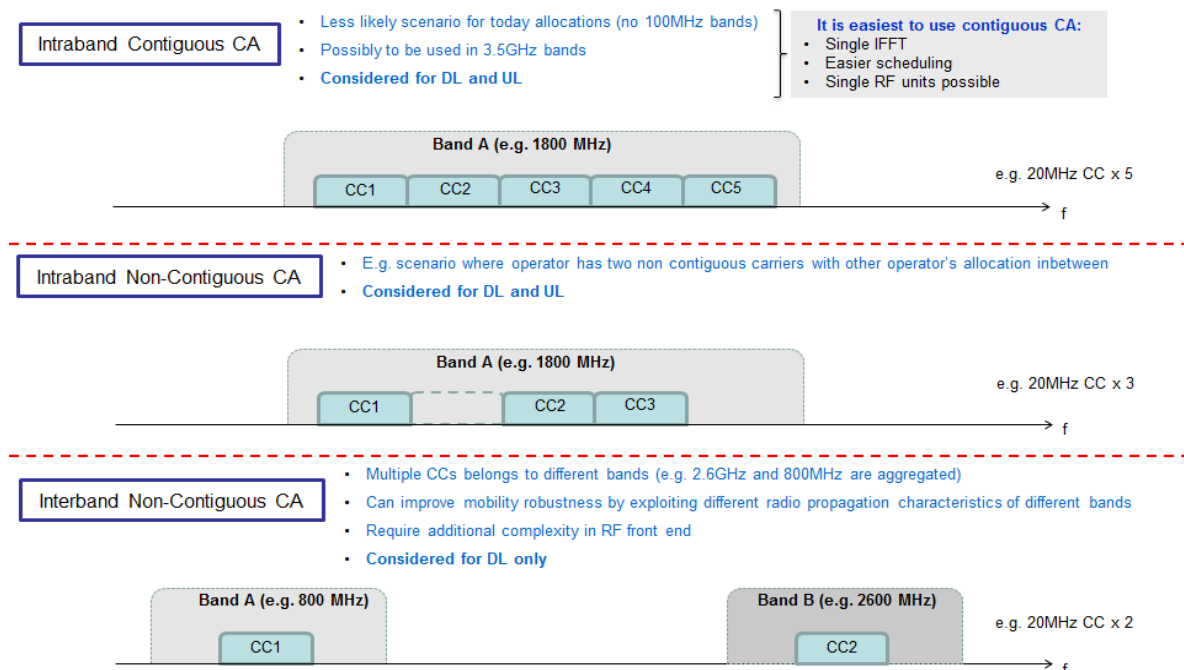 Intraband Contiguous CA
• Less likely scenario for today allocations (no 100MHz bands)
• Possibly to be used in 3.5GHz bands
• Considered for DL and UL
It is easiest to use contiguous CA:
• Single IFFT
• Easier scheduling
• Single RF units possible
Band A (e.g. 1800 MHz)
CC1 CC2 CC3 CC4 CC5
e.g. 20MHz CC x 5
f
Intraband Non-Contiguous CA
• E.g. scenario where operator has two non contiguous carriers with other operator's allocation inbetween
• Considered for DL and UL
Band A (e.g. 1800 MHz)
CC1 CC2 CC3
e.g. 20MHz CC x 3
f
Interband Non-Contiguous CA
• Multiple CCs belongs to different bands (e.g. 2.6GHz and 800MHz are aggregated)
• Can improve mobility robustness by exploiting different radio propagation characteristics of different bands
• Require additional complexity in RF front end
• Considered for DL only
Band A (e.g. 800 MHz)
CC1
Band B (e.g. 2600 MHz)
CC2
e.g. 20MHz CC x 2
f